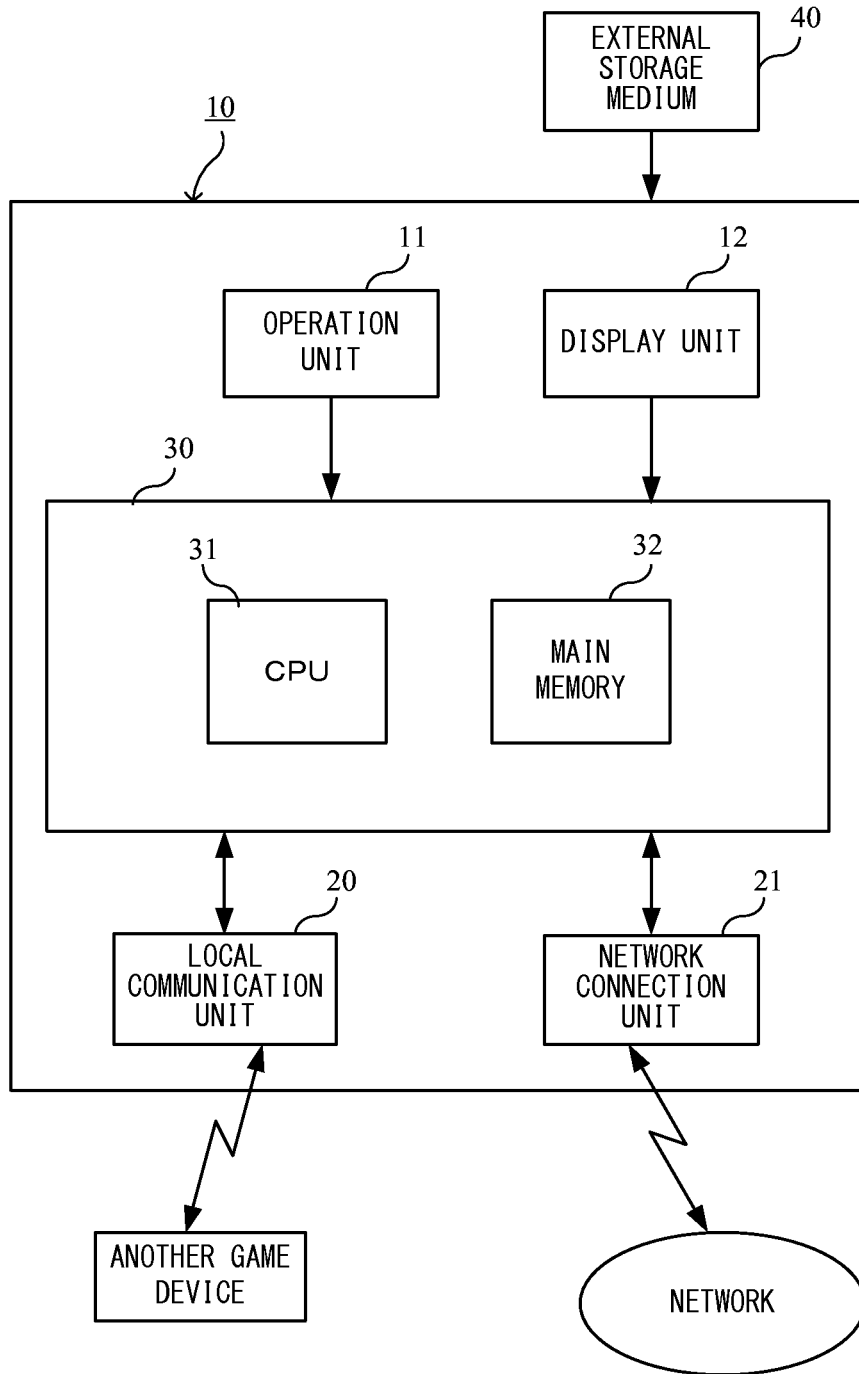 40
EXTERNAL
STORAGE
MEDIUM
10
11
12
OPERATION
UNIT
DISPLAY UNIT
30
31
32
CPU
MAIN
MEMORY
20
21
LOCAL
COMMUNICATION
UNIT
NETWORK
CONNECTION
UNIT
ANOTHER GAME
DEVICE
NETWORK